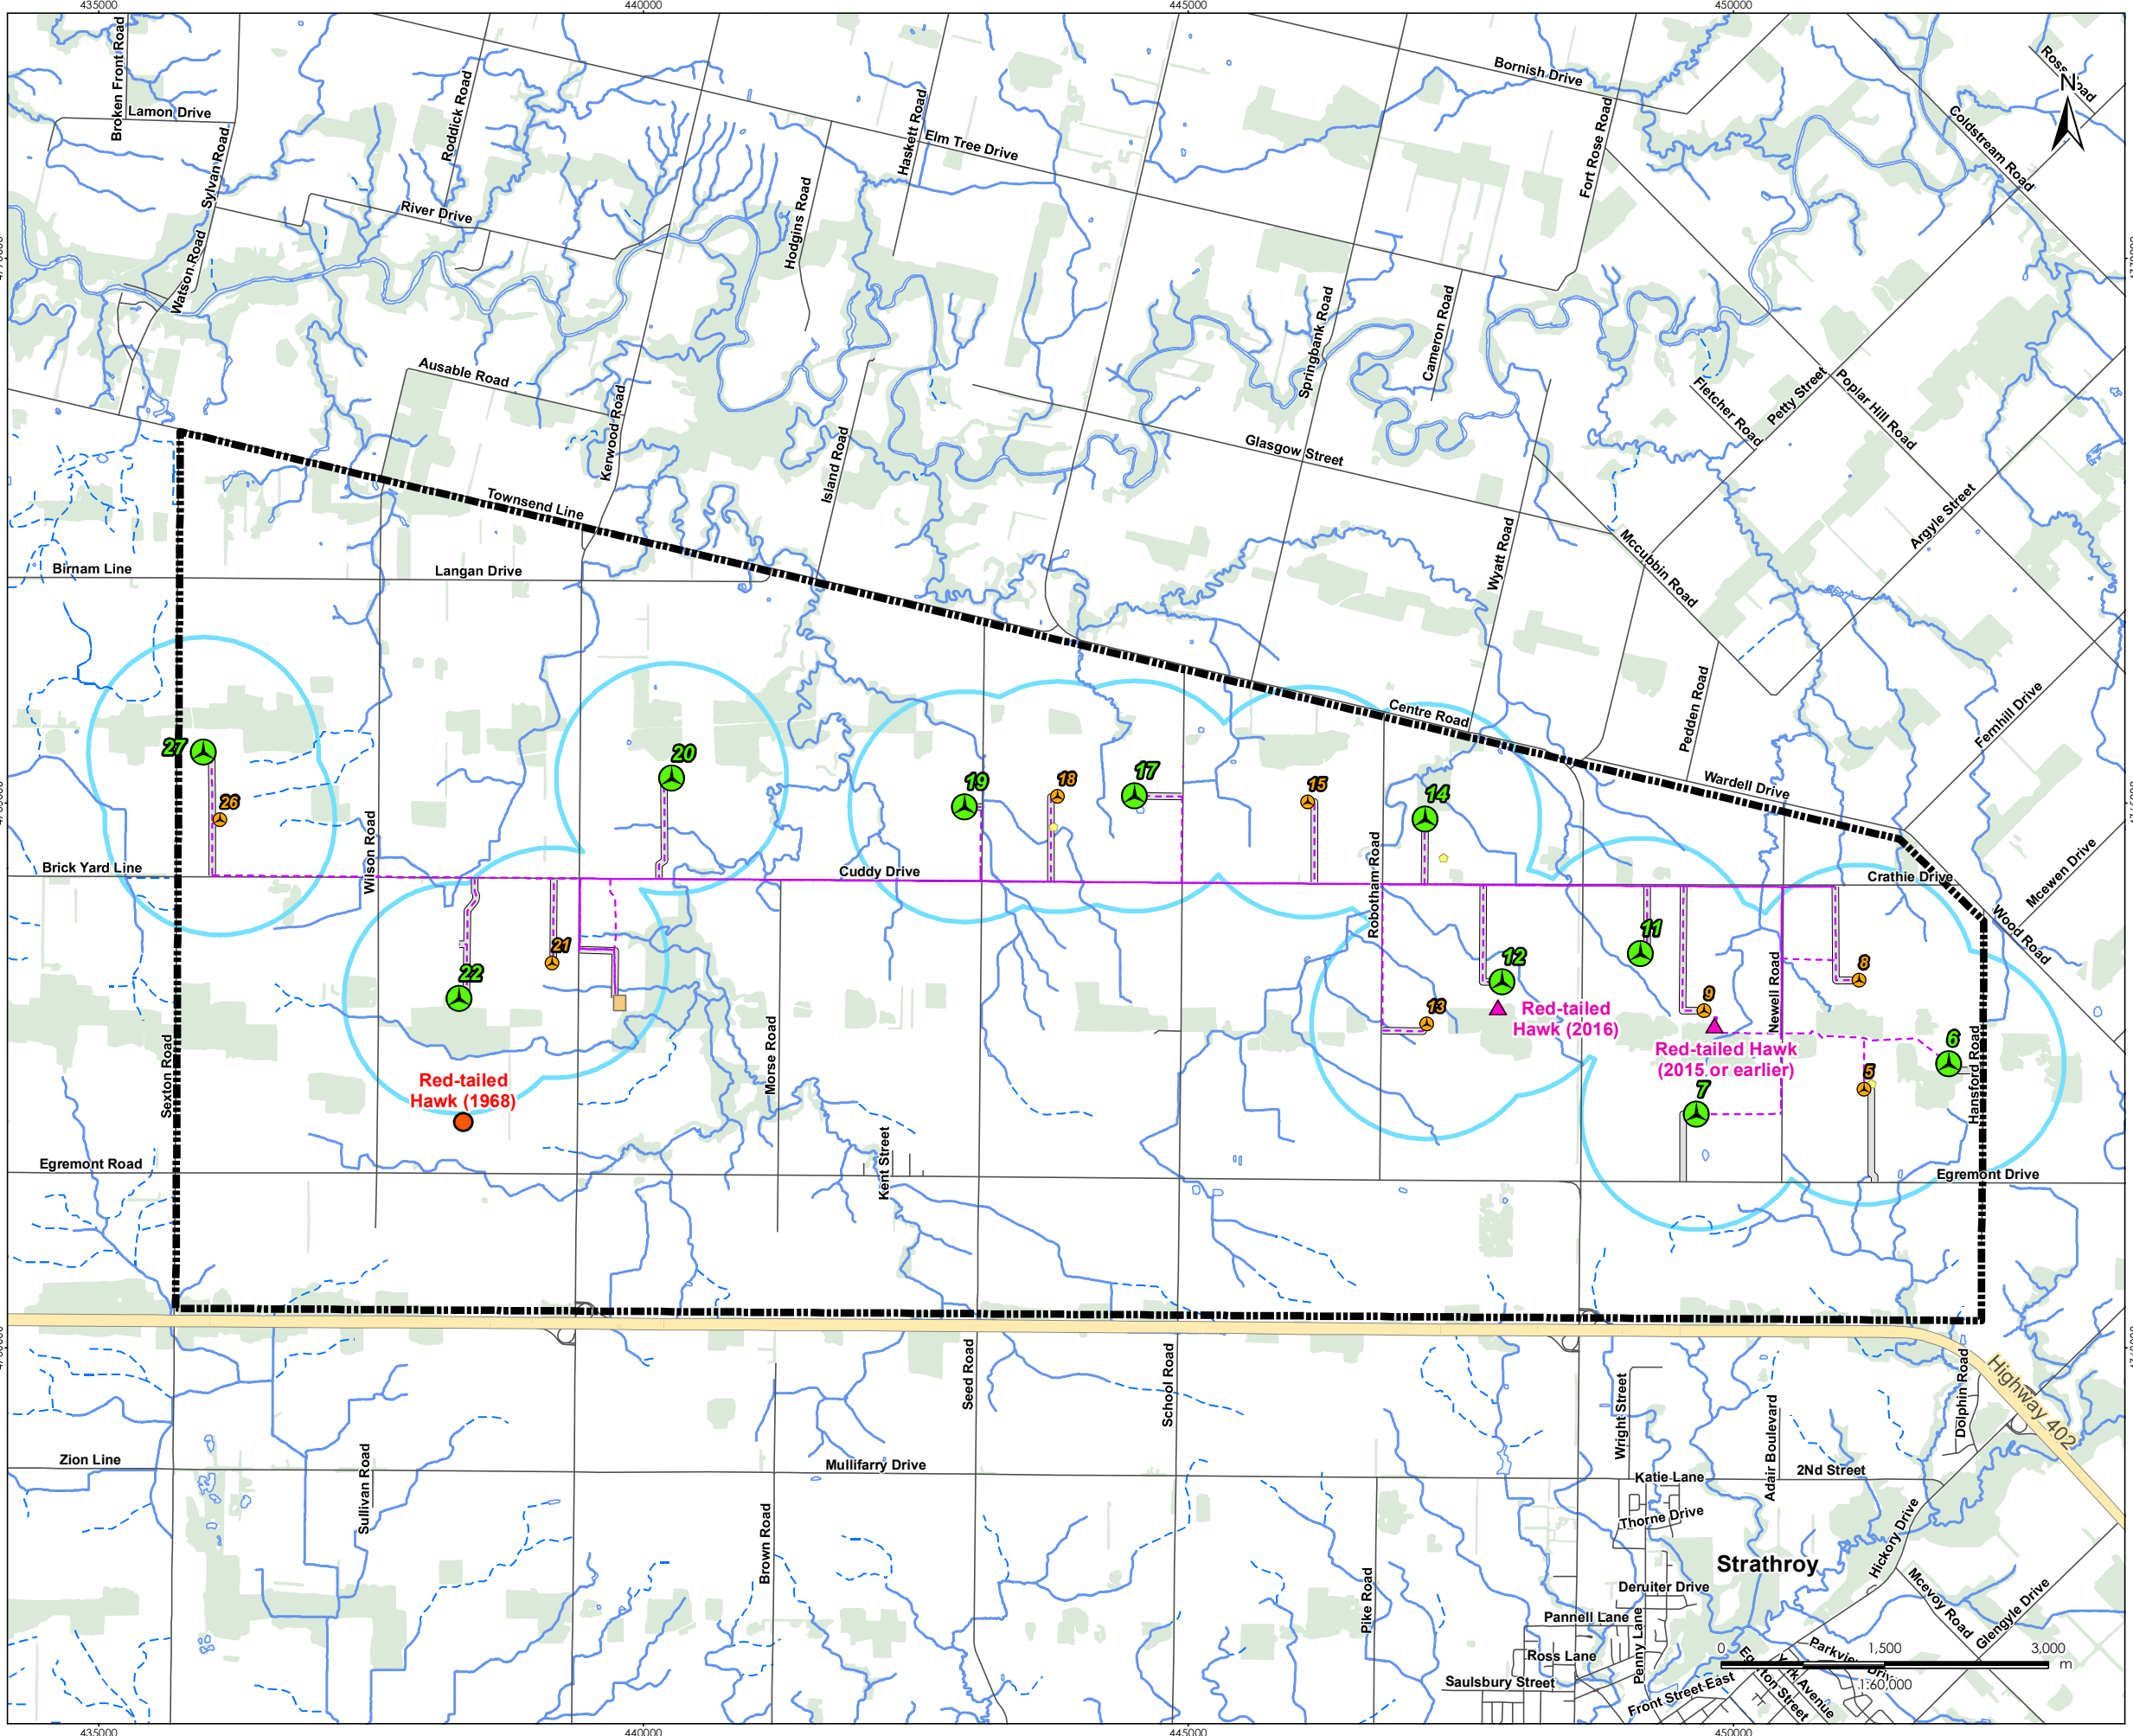 435000
440000
445000
450000
Broken Front Road
Lamon Drive
Sylvan Road
Roddick Road
River Drive
Watson Road
Haskett Road
Elm Tree Drive
Hodgins Road
Bornish Drive
Fort Rose Road
Ross Road
N
Coldstream Road
Ausable Road
Kerwood Road
Island Road
Springbank Road
Cameron Road
Glasgow Street
Fletcher Road
Petty Street
Poplar Hill Road
Argyle Street
Mccubbin Road
Wyatt Road
Townsend Line
Birnam Line
Langan Drive
Centre Road
Peden Road
Wardell Drive
Fernhill Drive
Mcewen Drive
27
26
20
19
18
17
15
14
Brick Yard Line
Wilson Road
Cuddy Drive
Robotham Road
Crathie Drive
Wood Road
22
21
12
11
13
9
8
Newell Road
Red-tailed
Hawk (2016)
Red-tailed Hawk
(2015 or earlier)
7
6
5
Hansford Road
Sexton Road
Morse Road
Red-tailed
Hawk (1968)
Egremont Road
Kent Street
Egremont Drive
Seed Road
School Road
Wright Street
Adair Boulevard
Dolphin Road
Highway 402
Zion Line
Sullivan Road
Mullifarry Drive
Brown Road
Pike Road
Katie Lane
2Nd Street
Thorne Drive
Hickory Drive
Strathroy
Deruiter Drive
Pannell Lane
Penny Lane
Ross Lane
Saulsbury Street
Front Street East
Egerton Street
York Avenue
Parkview Drive
Mcevoy Road
Glengyle Drive
0 1,500 3,000
m
1:60,000
435000
440000
445000
450000